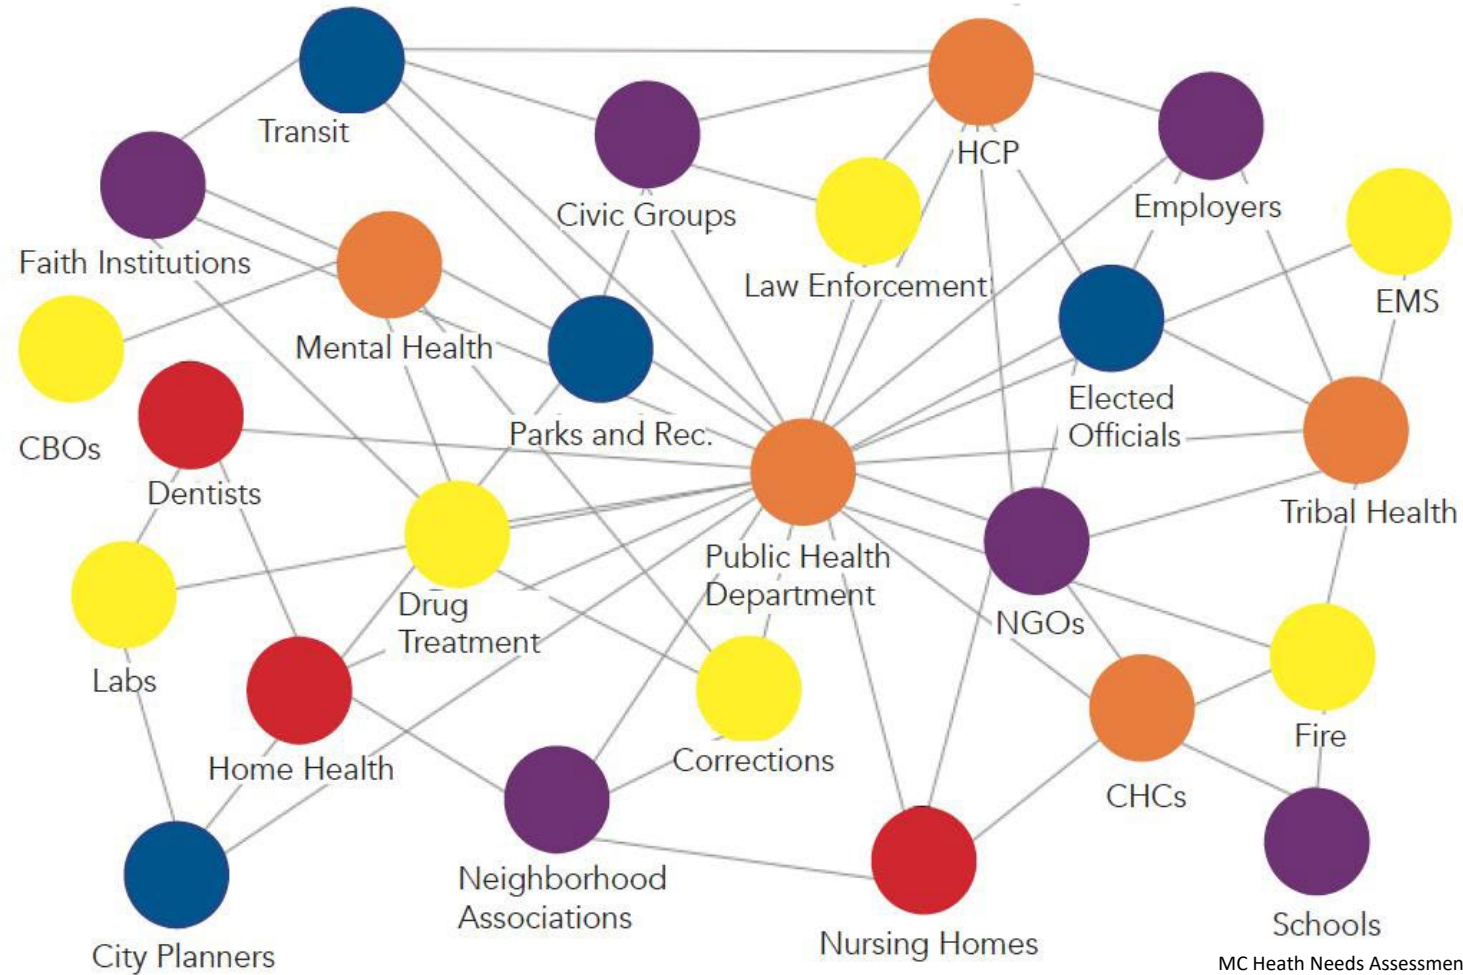 Transit
HCP
Civic Groups
Employers
Faith Institutions
Law Enforcement
EMS
Mental Health
Elected
Officials
CBOs
Parks and Rec.
Dentists
Tribal Health
Public Health
Department
Drug
Treatment
NGOs
Labs
Fire
Home Health
Corrections
CHCs
Neighborhood
Associations
Schools
City Planners
Nursing Homes
MC Heath Needs Assessmen